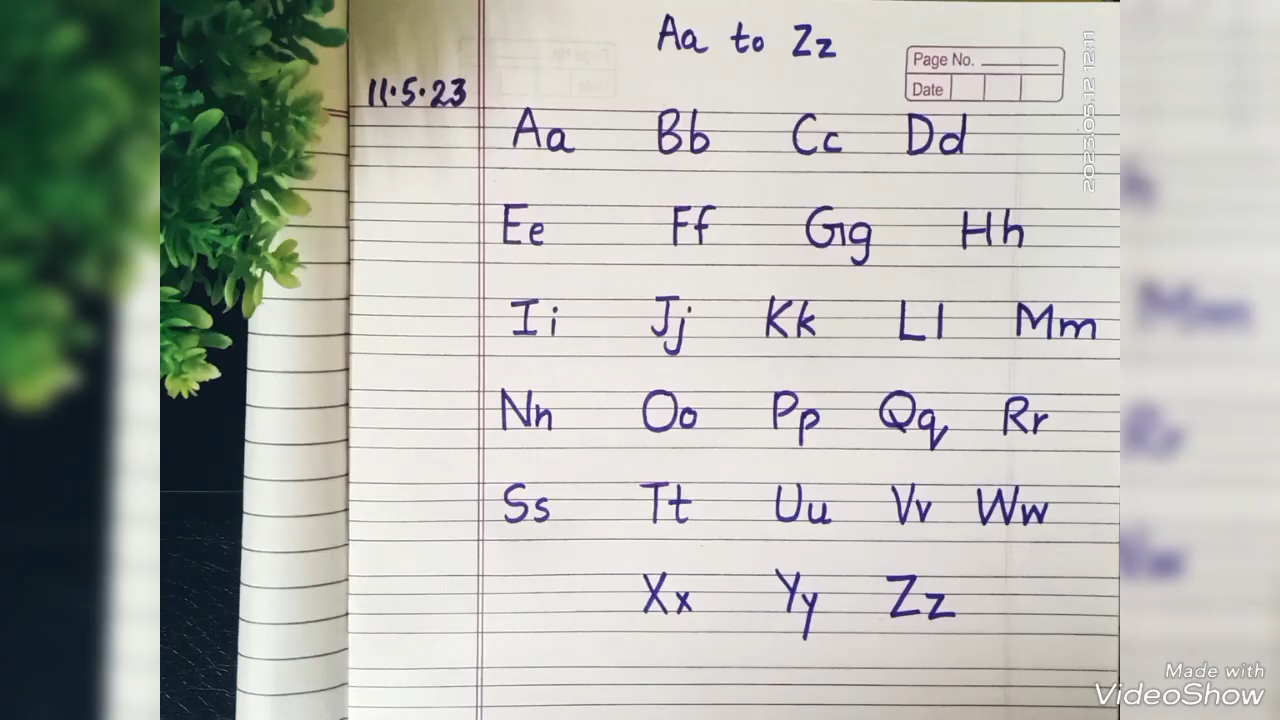 Aa to Zz
Page No.
Date
11.5.23
2023.05.12 12:11
Aa Bb Cc Dd
Ee Ff Gg Hh
Ii Jj Kk Ll Mm
Nn Oo Pp Qq Rr
Ss Tt Uu Vv Ww
Xx Yy Zz
Made with
VideoShow